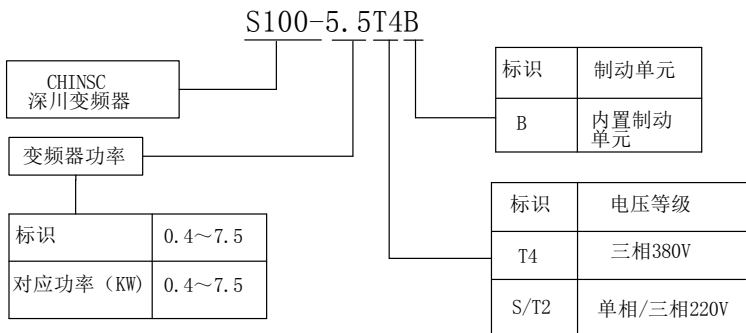 S100-5.5T4B
CHINSC
深川变频器
变频器功率
标识 0.4～7.5
对应功率（KW) 0.4～7.5
标识 制动单元
B 内置制动
单元
标识 电压等级
T4 三相380V
S/T2 单相/三相220V